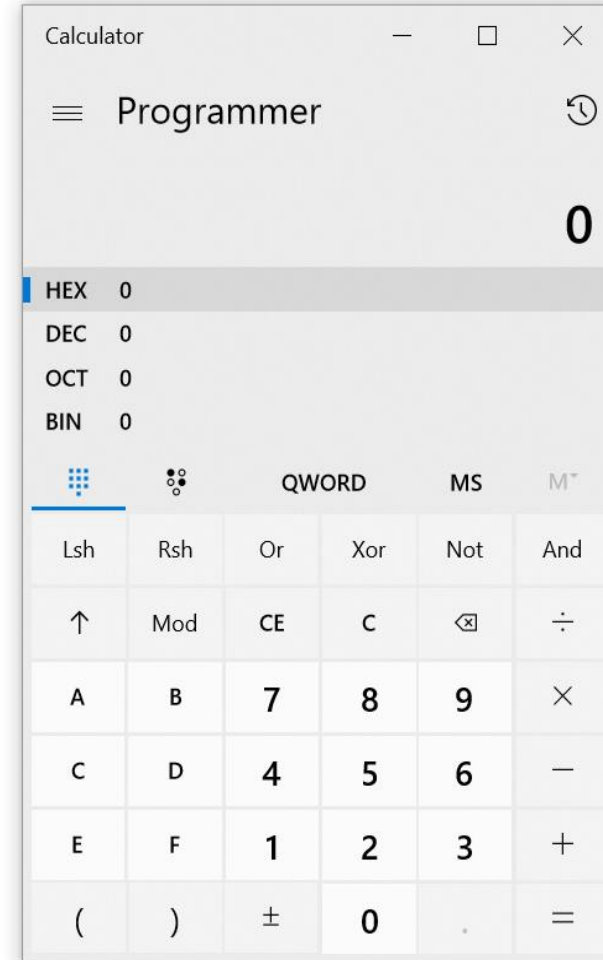 Calculator
Programmer
0
HEX 0
DEC 0
OCT 0
BIN 0
QWORD MS M
Lsh Rsh Or Xor Not And
↑ Mod CE C ÷
A B 7 8 9 ×
C D 4 5 6 −
E F 1 2 3 +
( ) ± 0 . =